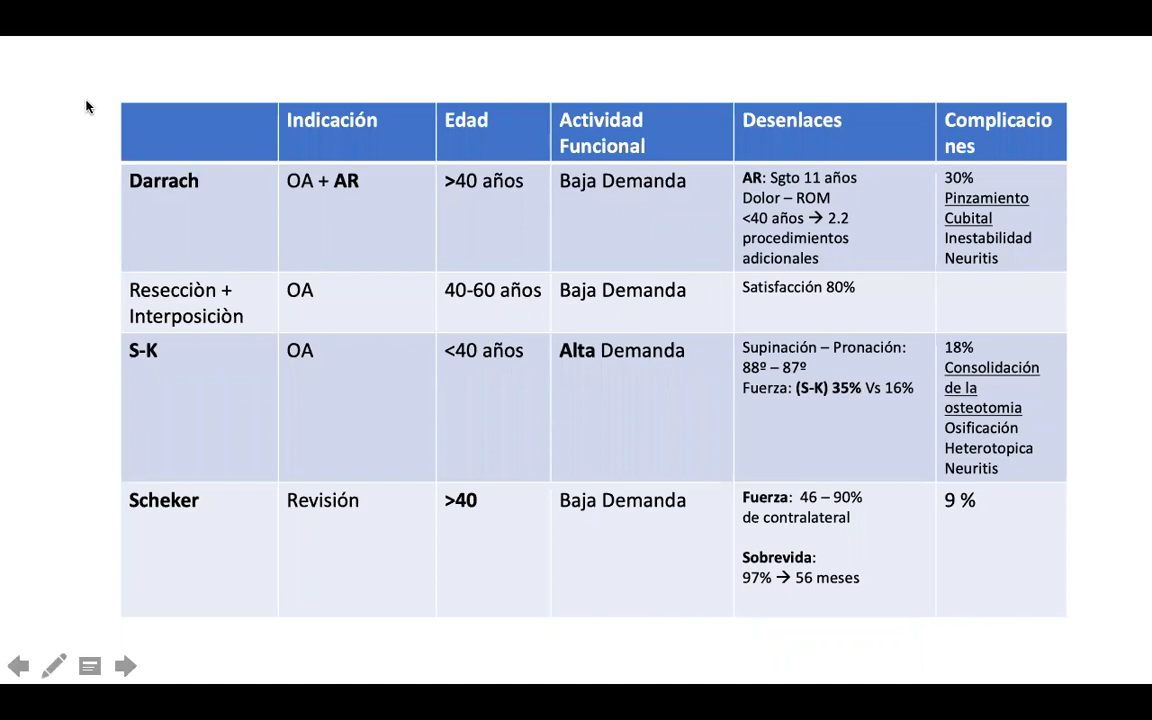 Indicación
Edad
Actividad
Funcional
Desenlaces
Complicacio
nes
Darrach
OA + AR
>40 años
Baja Demanda
AR: Sgto 11 años
Dolor – ROM
<40 años → 2.2
procedimientos
adicionales
30%
Pinzamiento
Cubital
Inestabilidad
Neuritis
Resecciòn +
Interposiciòn
OA
40-60 años
Baja Demanda
Satisfacción 80%
S-K
OA
<40 años
Alta Demanda
Supinación – Pronación:
88º – 87º
Fuerza: (S-K) 35% Vs 16%
18%
Consolidación
de la
osteotomia
Osificación
Heterotopica
Neuritis
Scheker
Revisión
>40
Baja Demanda
Fuerza: 46 – 90%
de contralateral
Sobrevida:
97% → 56 meses
9 %